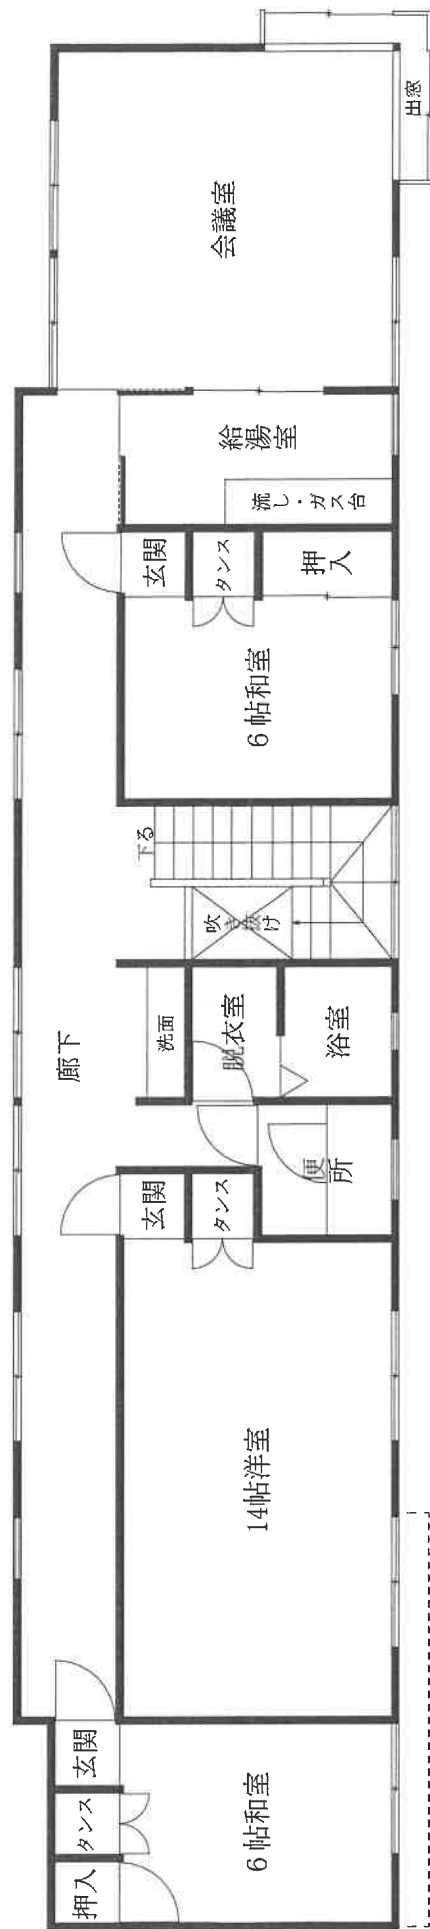 出窓
会議室
給湯室
流し・ガス台
玄関
タンス
押入
6帖和室
下る
吹き抜け
廊下
洗面
脱衣室
浴室
便所
玄関
タンス
14帖洋室
玄関
タンス
押入
6帖和室